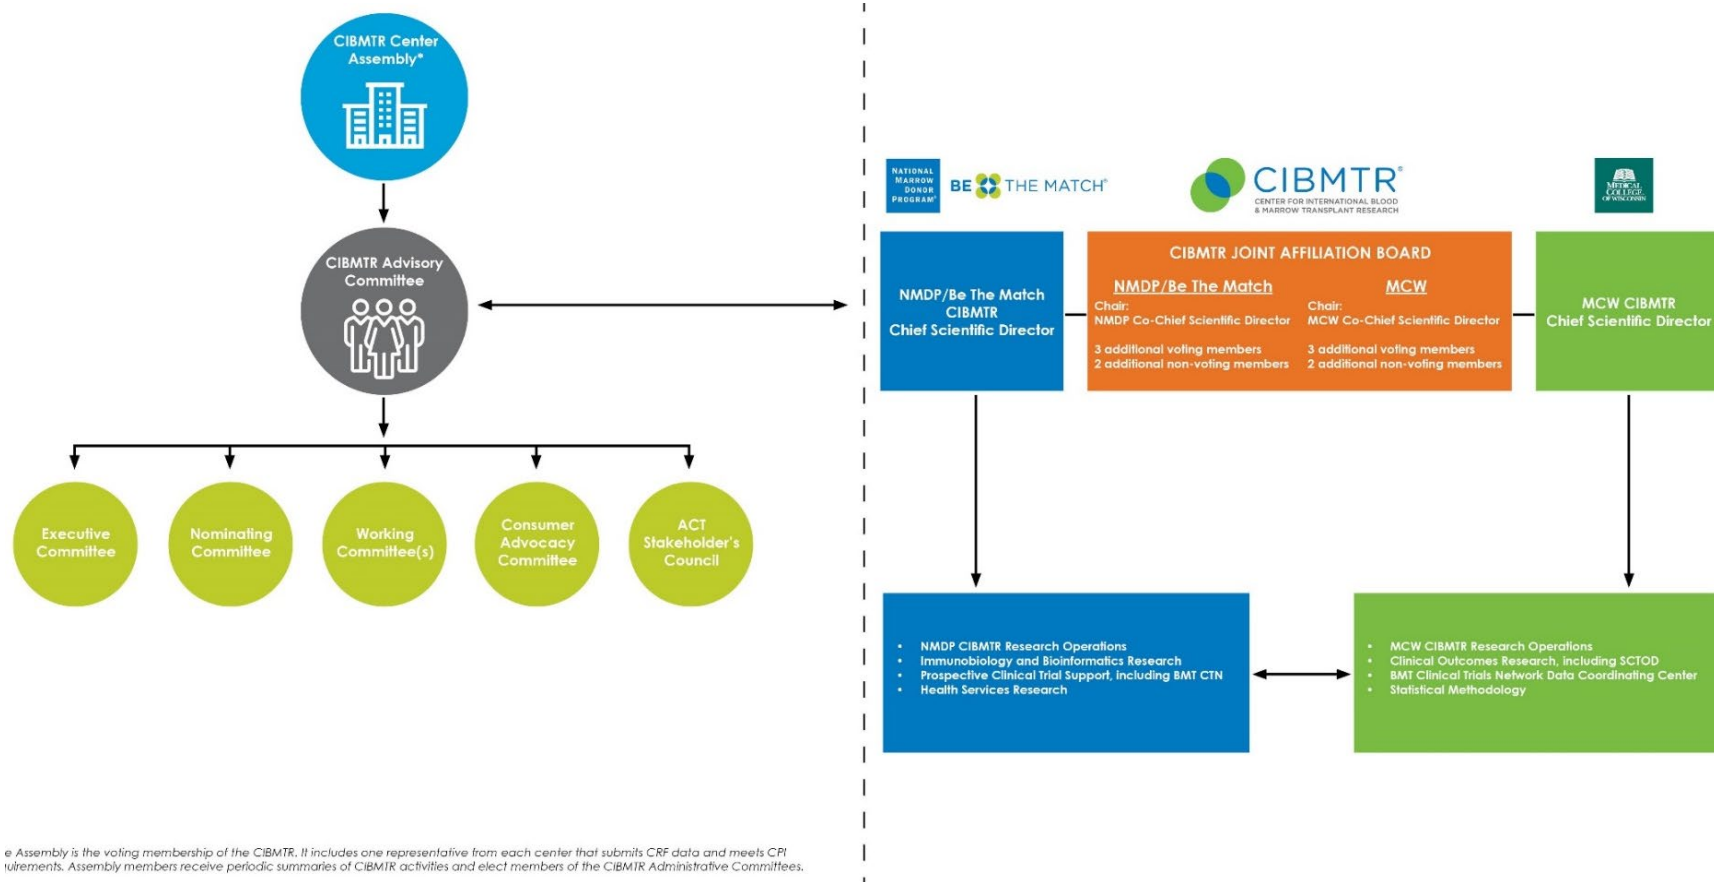 CIBMTR Center
Assembly*
CIBMTR Advisory
Committee
Executive
Committee
Nominating
Committee
Working
Committee(s)
Consumer
Advocacy
Committee
ACT
Stakeholder's
Council
e Assembly is the voting membership of the CIBMTR. It includes one representative from each center that submits CRF data and meets CPI
uirements. Assembly members receive periodic summaries of CIBMTR activities and elect members of the CIBMTR Administrative Committees.
NATIONAL
MARROW
DONOR
PROGRAM®
BE THE MATCH®
CIBMTR®
CENTER FOR INTERNATIONAL BLOOD
& MARROW TRANSPLANT RESEARCH
MEDICAL
COLLEGE
OF WISCONSIN
NMDP/Be The Match
CIBMTR
Chief Scientific Director
CIBMTR JOINT AFFILIATION BOARD
NMDP/Be The Match
Chair:
NMDP Co-Chief Scientific Director
3 additional voting members
2 additional non-voting members
MCW
Chair:
MCW Co-Chief Scientific Director
3 additional voting members
2 additional non-voting members
MCW CIBMTR
Chief Scientific Director
• NMDP CIBMTR Research Operations
• Immunobiology and Bioinformatics Research
• Prospective Clinical Trial Support, including BMT CTN
• Health Services Research
• MCW CIBMTR Research Operations
• Clinical Outcomes Research, including SCTOD
• BMT Clinical Trials Network Data Coordinating Center
• Statistical Methodology